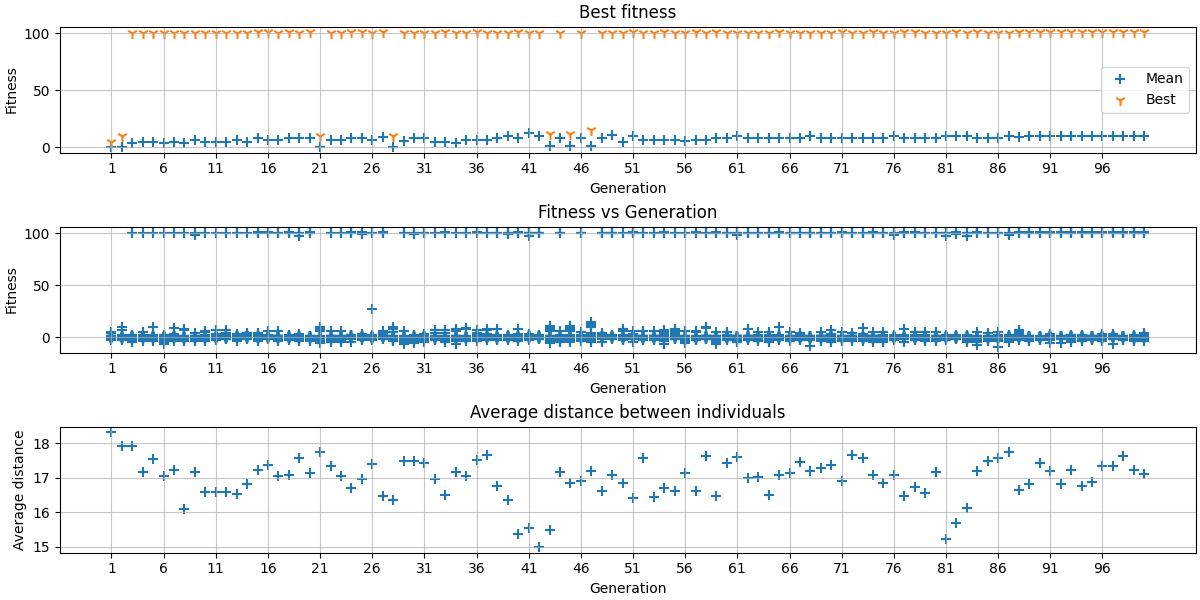 Best fitness
100
50
0
Fitness
Mean
Best
1 6 11 16 21 26 31 36 41 46 51 56 61 66 71 76 81 86 91 96
Generation
Fitness vs Generation
100
50
0
Fitness
1 6 11 16 21 26 31 36 41 46 51 56 61 66 71 76 81 86 91 96
Generation
Average distance between individuals
18
17
16
15
Average distance
1 6 11 16 21 26 31 36 41 46 51 56 61 66 71 76 81 86 91 96
Generation